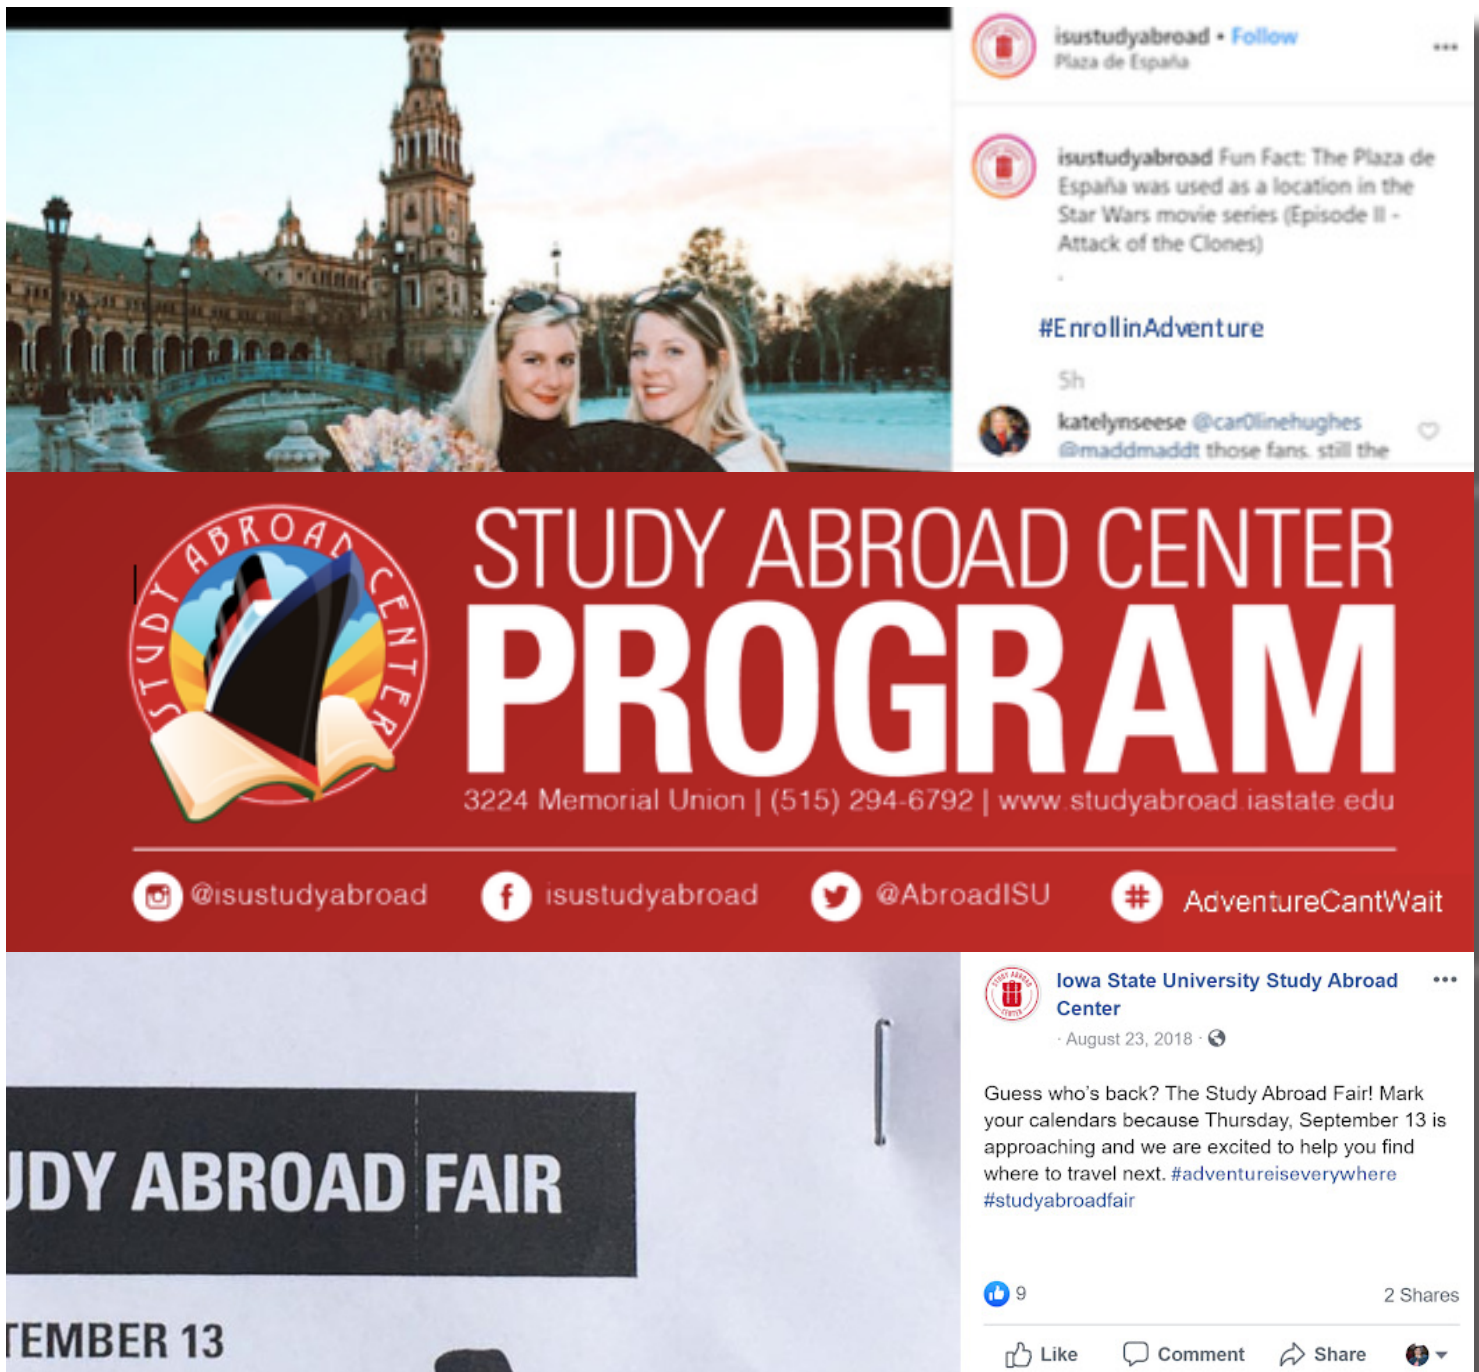 isustudyabroad • Follow
Plaza de España
isustudyabroad Fun Fact: The Plaza de
España was used as a location in the
Star Wars movie series (Episode II -
Attack of the Clones)
.
#EnrollinAdventure
5h
katelynseese @car0linehughes
@maddmaddt those fans. still the
STUDY ABROAD CENTER
STUDY ABROAD CENTER
PROGRAM
3224 Memorial Union | (515) 294-6792 | www.studyabroad.iastate.edu
@isustudyabroad
isustudyabroad
@AbroadISU
# AdventureCantWait
UDY ABROAD FAIR
TEMBER 13
STUDY ABROAD CENTER
Iowa State University Study Abroad
Center
· August 23, 2018 ·
Guess who's back? The Study Abroad Fair! Mark
your calendars because Thursday, September 13 is
approaching and we are excited to help you find
where to travel next. #adventureiseverywhere
#studyabroadfair
9
2 Shares
Like
Comment
Share